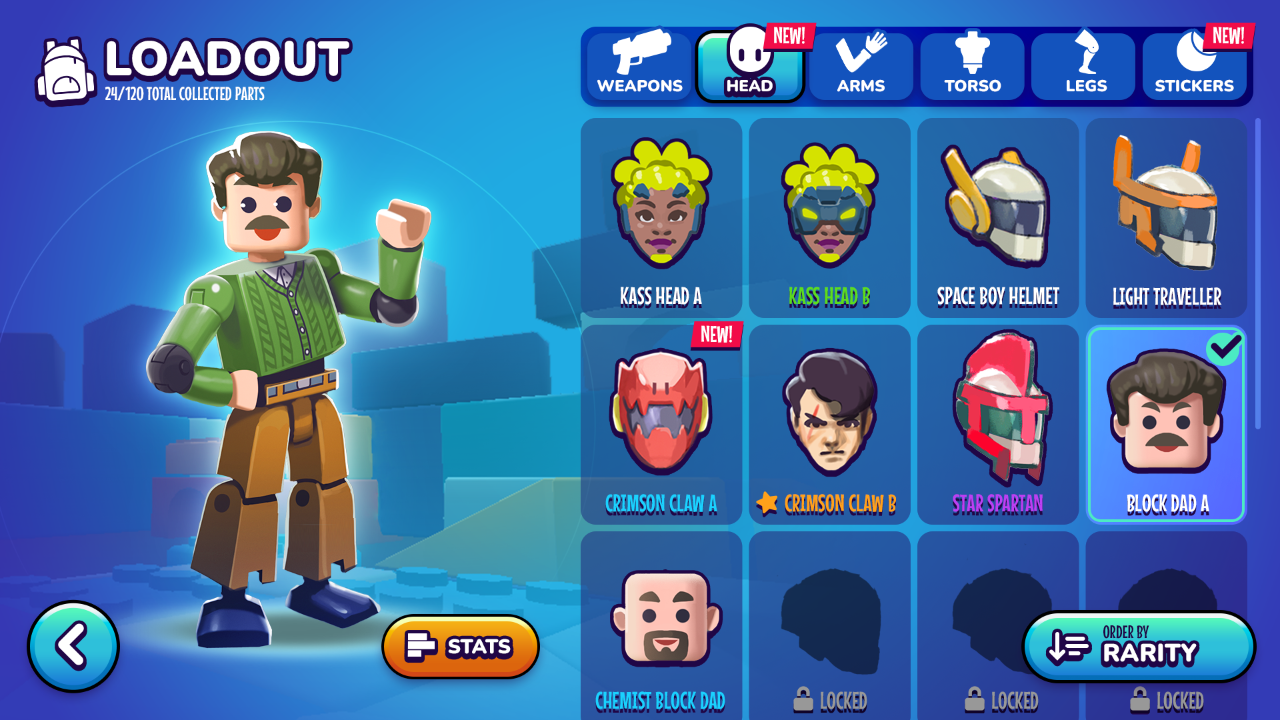 LOADOUT
24/120 TOTAL COLLECTED PARTS
WEAPONS
NEW!
HEAD
ARMS
TORSO
LEGS
NEW!
STICKERS
KASS HEAD A
KASS HEAD B
SPACE BOY HELMET
LIGHT TRAVELLER
NEW!
CRIMSON CLAW A
CRIMSON CLAW B
STAR SPARTAN
BLOCK DAD A
CHEMIST BLOCK DAD
LOCKED
LOCKED
LOCKED
STATS
ORDER BY
RARITY